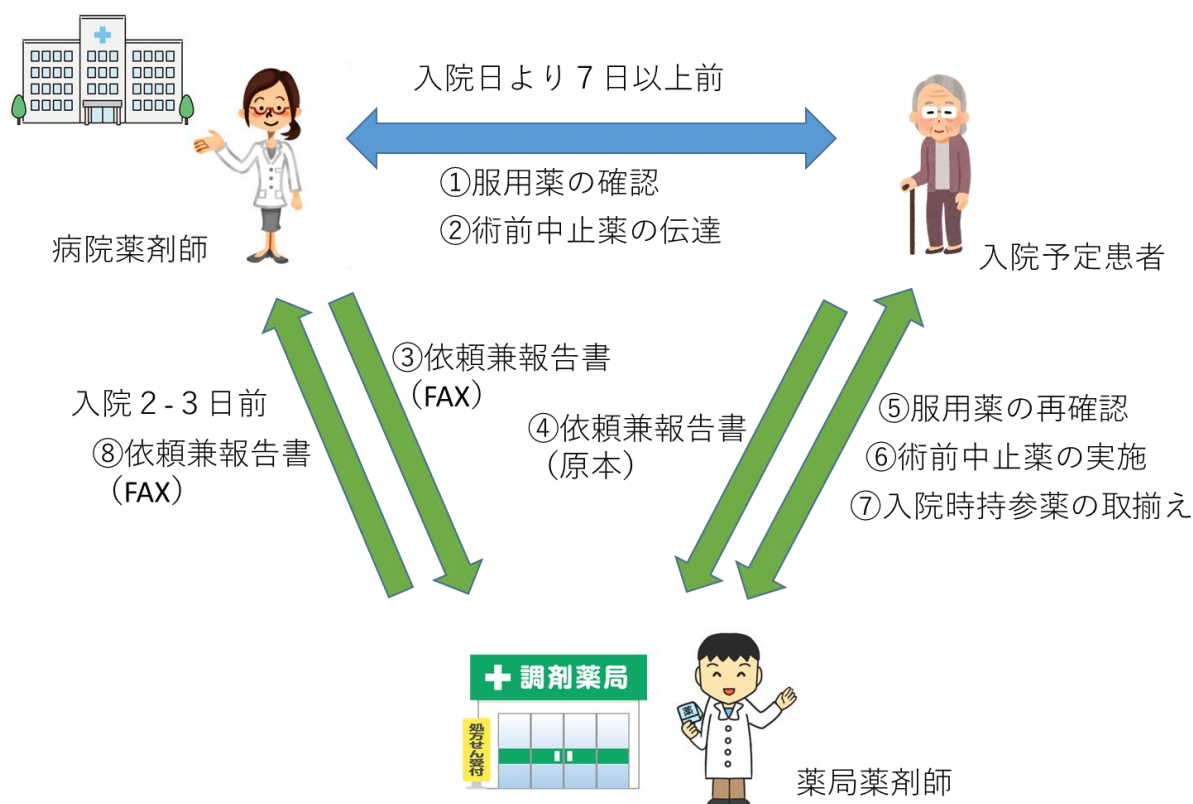 入院日より７日以上前
①服用薬の確認
②術前中止薬の伝達
病院薬剤師
入院予定患者
③依頼兼報告書
（FAX）
入院２-３日前
⑧依頼兼報告書
（FAX）
④依頼兼報告書
（原本）
⑤服用薬の再確認
⑥術前中止薬の実施
⑦入院時持参薬の取揃え
調剤薬局
処方せん受付
薬
薬局薬剤師